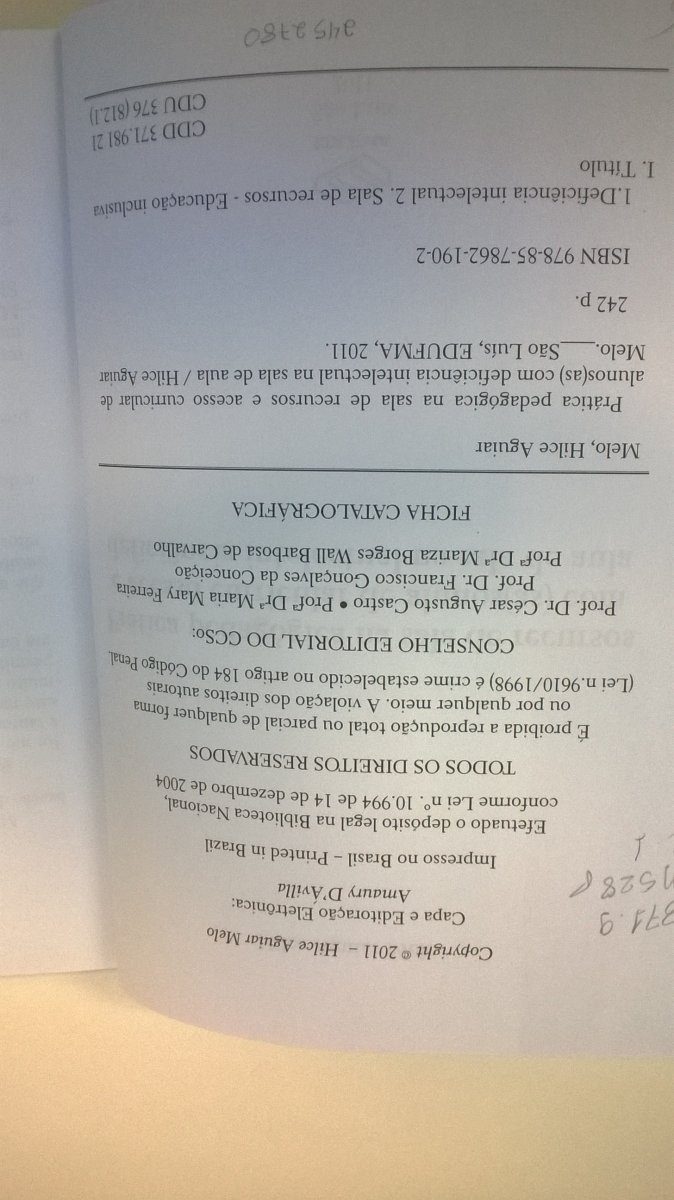 Copyright © 2011 – Hilce Aguiar Melo
Capa e Editoração Eletrônica:
Amaury D'Ávilla
Impresso no Brasil – Printed in Brazil
Efetuado o depósito legal na Biblioteca Nacional,
conforme Lei nº. 10.994 de 14 de dezembro de 2004
TODOS OS DIREITOS RESERVADOS
É proibida a reprodução total ou parcial de qualquer forma
ou por qualquer meio. A violação dos direitos autorais
(Lei n.9610/1998) é crime estabelecido no artigo 184 do Código Penal.
CONSELHO EDITORIAL DO CCSo:
Prof. Dr. César Augusto Castro • Profª Drª Maria Mary Ferreira
Prof. Dr. Francisco Gonçalves da Conceição
Profª Drª Mariza Borges Wall Barbosa de Carvalho
FICHA CATALOGRÁFICA
Melo, Hilce Aguiar
Prática pedagógica na sala de recursos e acesso curricular de
alunos(as) com deficiência intelectual na sala de aula / Hilce Aguiar
Melo.____São Luís, EDUFMA, 2011.
242 p.
ISBN 978-85-7862-190-2
1.Deficiência intelectual 2. Sala de recursos - Educação inclusiva
I. Título
CDD 371.981 21
CDU 376 (812.1)
2452780